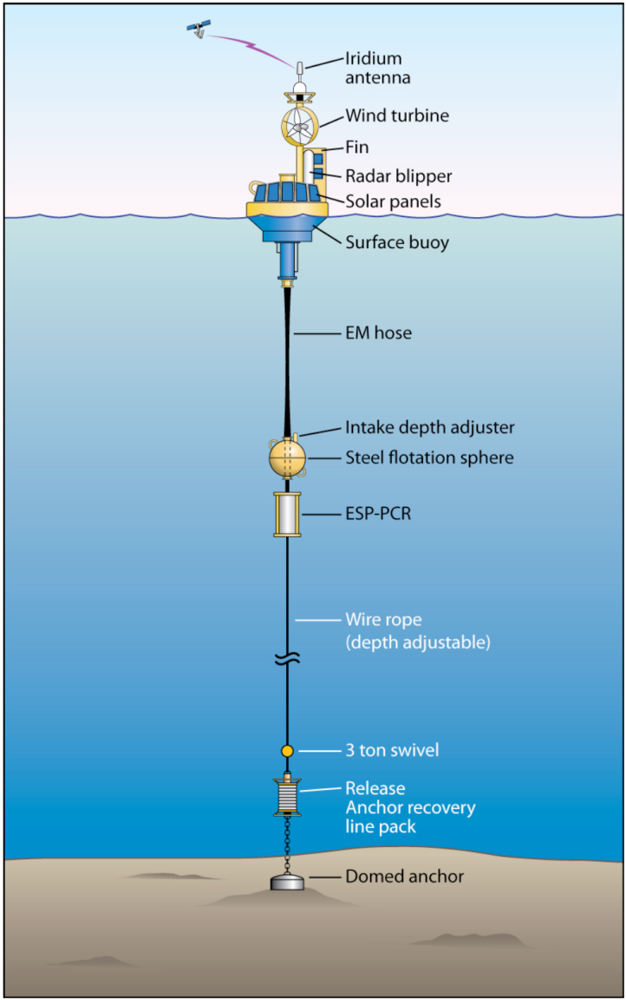 Iridium
antenna
Wind turbine
Fin
Radar blipper
Solar panels
Surface buoy
EM hose
Intake depth adjuster
Steel flotation sphere
ESP-PCR
Wire rope
(depth adjustable)
3 ton swivel
Release
Anchor recovery
line pack
Domed anchor